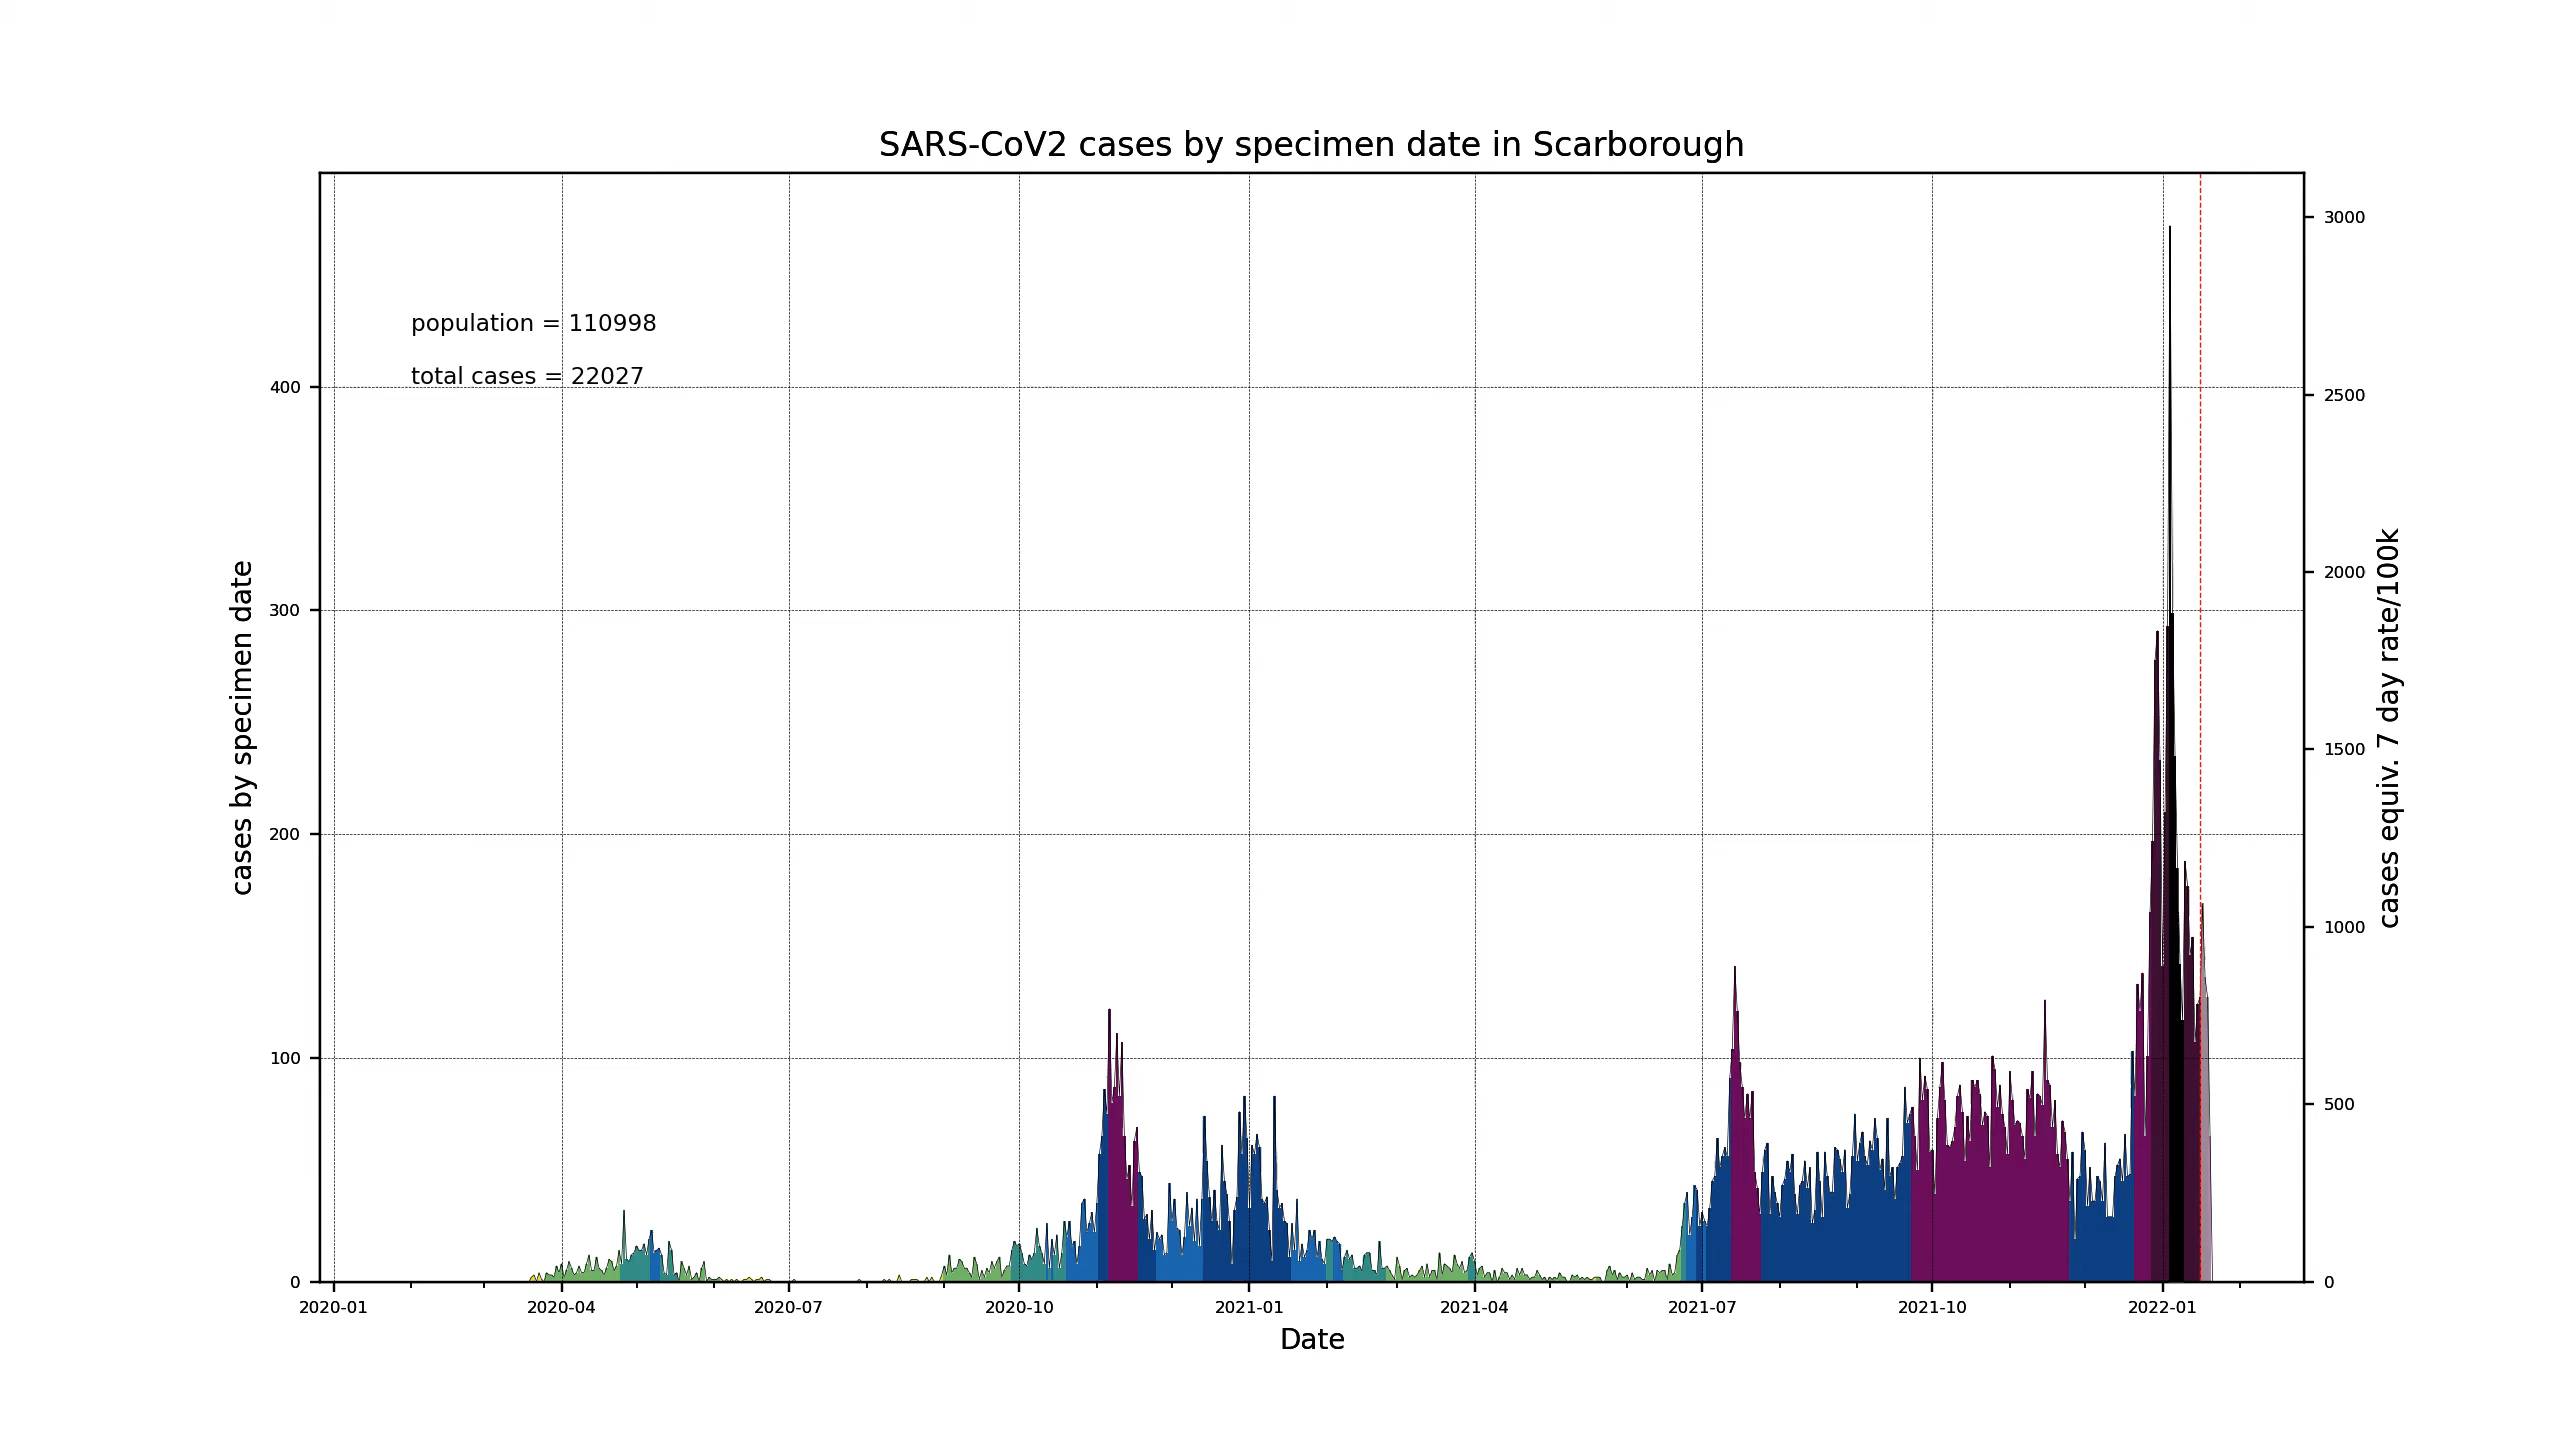 SARS-CoV2 cases by specimen date in Scarborough
population = 110998
total cases = 22027
cases by specimen date
400
300
200
100
0
3000
2500
2000
1500
1000
500
0
cases equiv. 7 day rate/100k
2020-01 2020-04 2020-07 2020-10 2021-01 2021-04 2021-07 2021-10 2022-01
Date